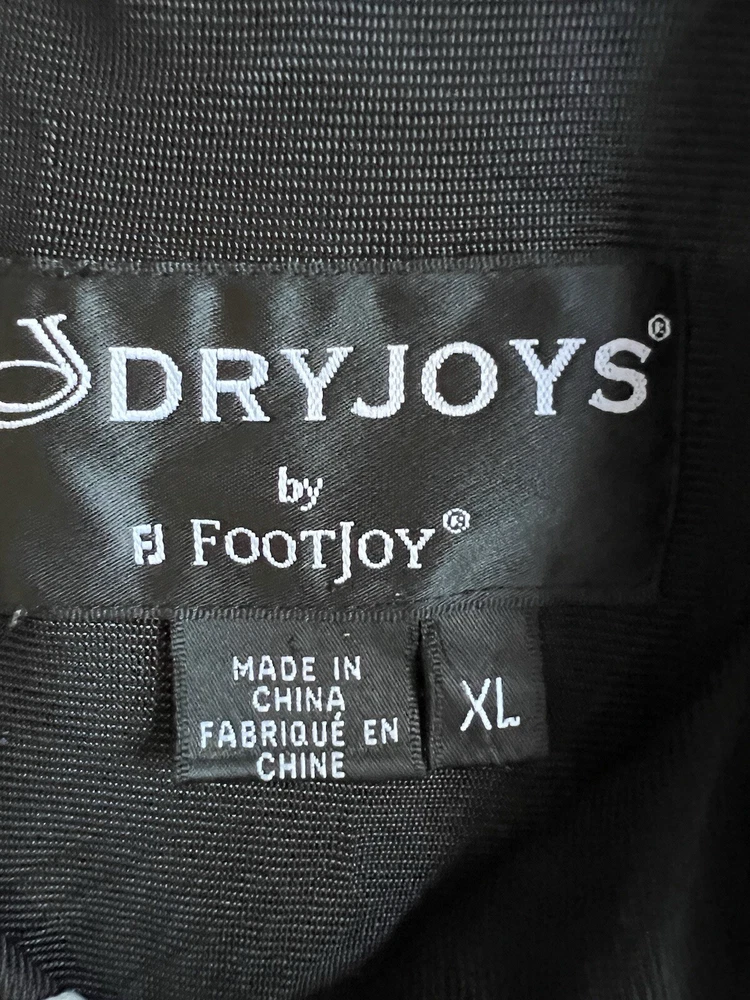 DRYJOYS®
by
FJ FOOTJOY®
MADE IN
CHINA
FABRIQUÉ EN
CHINE
XL